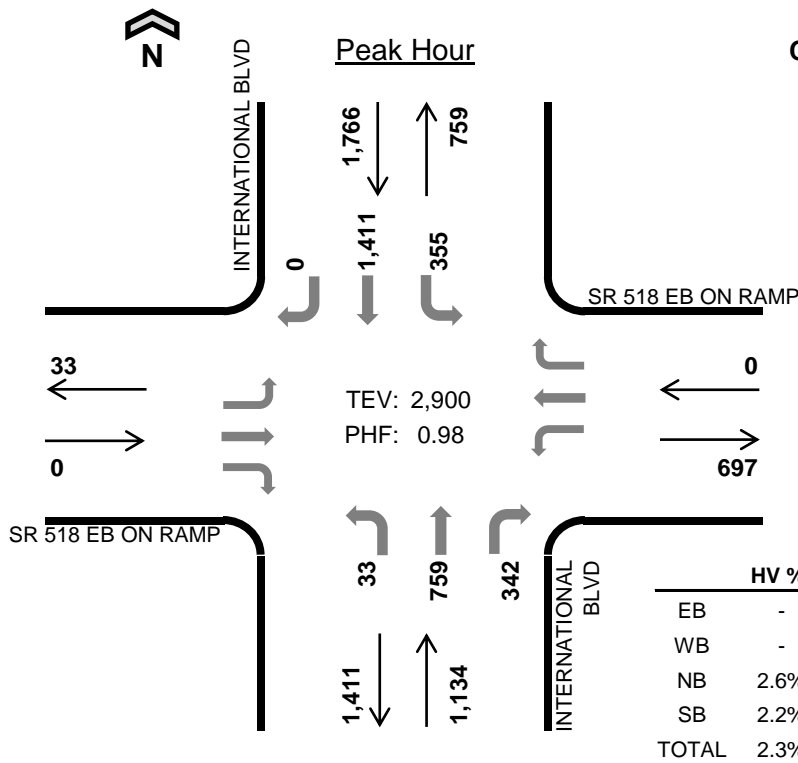 N
Peak Hour
INTERNATIONAL BLVD
1,766
759
0
1,411
355
SR 518 EB ON RAMP
33
0
TEV: 2,900
PHF: 0.98
0
697
SR 518 EB ON RAMP
33
759
342
INTERNATIONAL
BLVD
1,411
1,134
HV %
EB -
WB -
NB 2.6%
SB 2.2%
TOTAL 2.3%